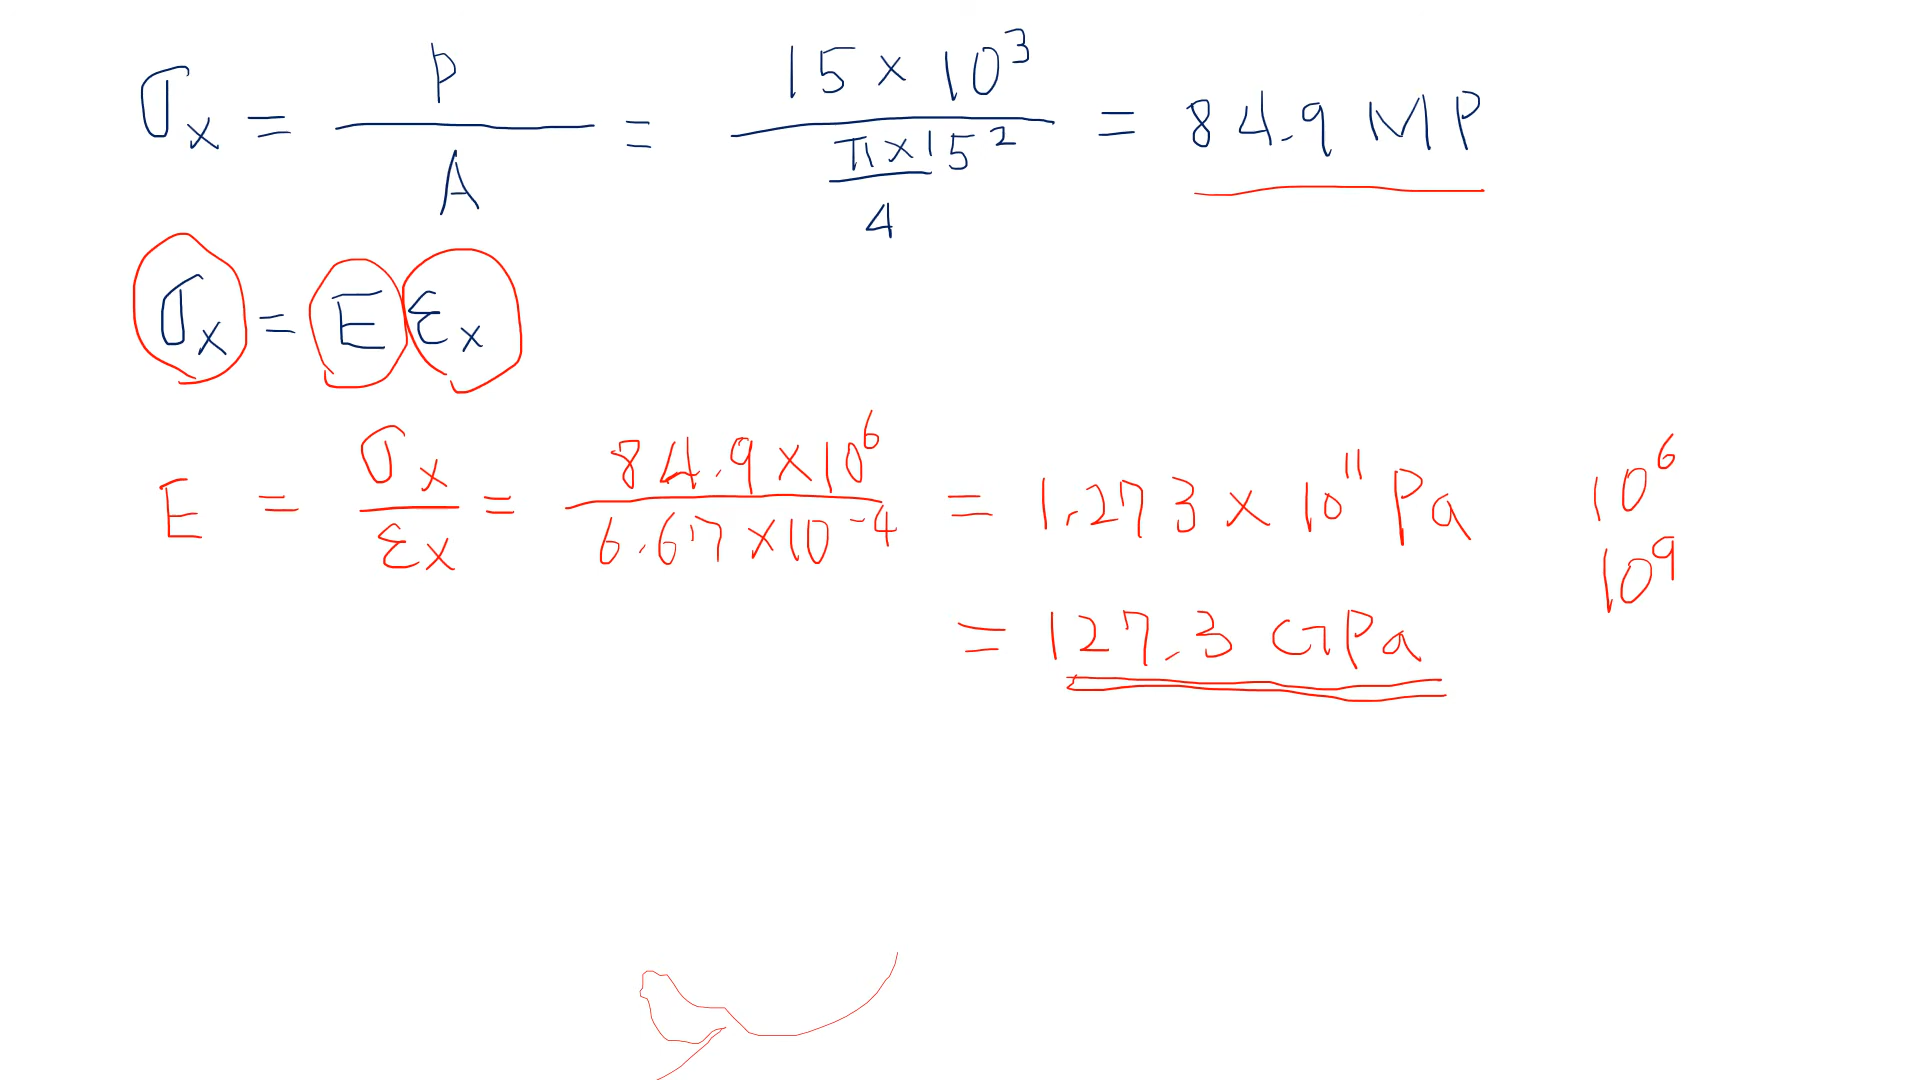 σx = P / A = 15 × 10³ / (π × 15² / 4) = 84.9 MP
σx = E εx
E = σx / εx = 84.9 × 10⁶ / 6.67 × 10⁻⁴ = 1.273 × 10¹¹ Pa
10⁶
10⁹
= 127.3 GPa